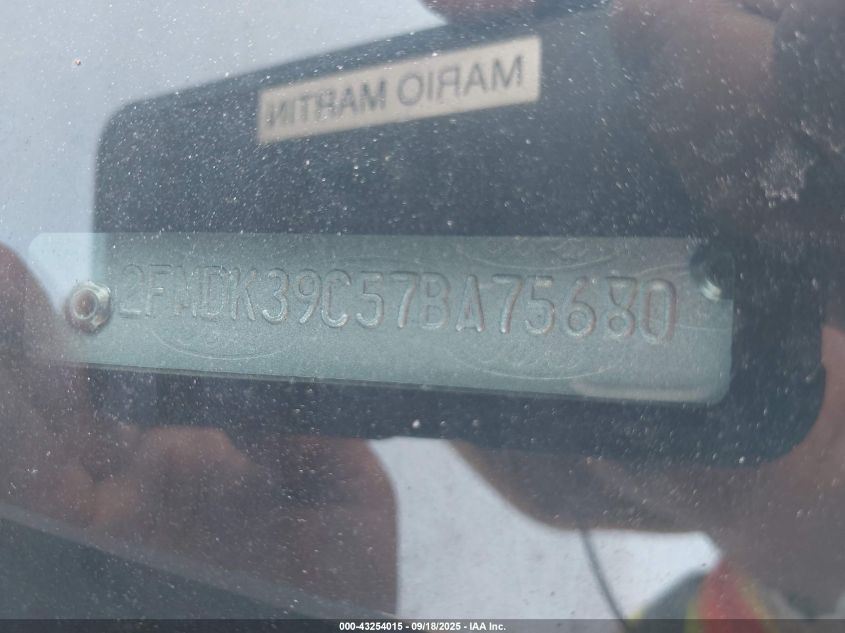 MARIO MARTIN
2FMDK39C57BA75680
000-43254015 - 09/18/2025 - IAA Inc.